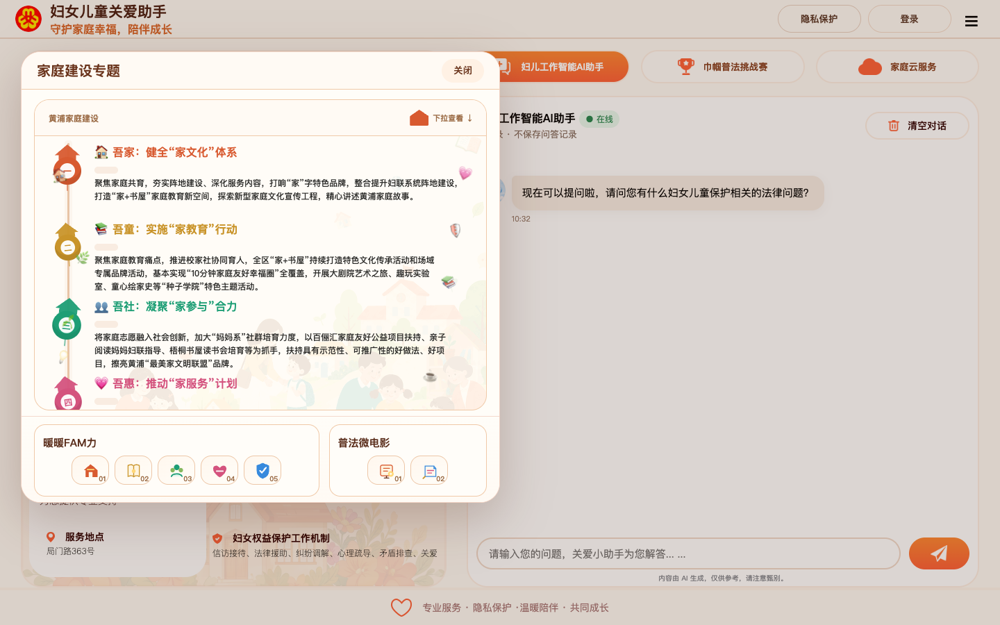 妇女儿童关爱助手
守护家庭幸福，陪伴成长
隐私保护
登录
妇儿工作智能AI助手
巾帼普法挑战赛
家庭云服务
家庭建设专题
关闭
黄浦家庭建设
下拉查看 ↓
一
吾家：健全“家文化”体系
聚焦家庭共育，夯实阵地建设、深化服务内容，打响“家”字特色品牌，整合提升妇联系统阵地建设，
打造“家+书屋”家庭教育新空间，探索新型家庭文化宣传工程，精心讲述黄浦家庭故事。
二
吾童：实施“家教育”行动
聚焦家庭教育痛点，推进校家社协同育人，全区“家+书屋”持续打造特色文化传承活动和场域
专属品牌活动，基本实现“10分钟家庭友好幸福圈”全覆盖，开展大剧院艺术之旅、趣玩实验
室、童心绘家史等“种子学院”特色主题活动。
三
吾社：凝聚“家参与”合力
将家庭志愿融入社会创新，加大“妈妈系”社群培育力度，以百俪汇家庭友好公益项目扶持、亲子
阅读妈妈妇联指导、梧桐书屋读书会培育等为抓手，扶持具有示范性、可推广性的好做法、好项
目，擦亮黄浦“最美家文明联盟”品牌。
四
吾惠：推动“家服务”计划
暖暖FAM力
01
02
03
04
05
普法微电影
01
02
工作智能AI助手
在线
· 不保存问答记录
清空对话
现在可以提问啦，请问您有什么妇女儿童保护相关的法律问题？
10:32
服务地点
局门路363号
妇女权益保护工作机制
信访接待、法律援助、纠纷调解、心理疏导、矛盾排查、关爱
请输入您的问题，关爱小助手为您解答... ...
内容由 AI 生成，仅供参考，请注意甄别。
专业服务 · 隐私保护 ·温暖陪伴 · 共同成长